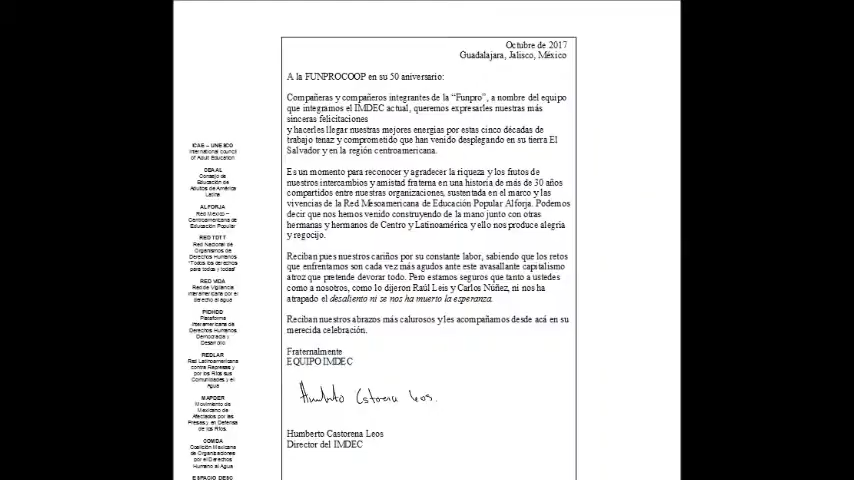 Octubre de 2017
Guadalajara, Jalisco, México
A la FUNPROCOOP en su 50 aniversario:
Compañeras y compañeros integrantes de la “Funpro”, a nombre del equipo
que integramos el IMDEC actual, queremos expresarles nuestras más
sinceras felicitaciones
y hacerles llegar nuestras mejores energías por estas cinco décadas de
trabajo tenaz y comprometido que han venido desplegando en su tierra El
Salvador y en la región centroamericana.
Es un momento para reconocer y agradecer la riqueza y los frutos de
nuestros intercambios y amistad fraterna en una historia de más de 30 años
compartidos entre nuestras organizaciones, sustentada en el marco y las
vivencias de la Red Mesoamericana de Educación Popular Alforja. Podemos
decir que nos hemos venido construyendo de la mano junto con otras
hermanas y hermanos de Centro y Latinoamérica y ello nos produce alegría
y regocijo.
Reciban pues nuestros cariños por su constante labor, sabiendo que los retos
que enfrentamos son cada vez más agudos ante este avasallante capitalismo
atroz que pretende devorar todo. Pero estamos seguros que tanto a ustedes
como a nosotros, como lo dijeron Raúl Leis y Carlos Núñez, ni nos ha
atrapado el desaliento ni se nos ha muerto la esperanza.
Reciban nuestros abrazos más calurosos y les acompañamos desde acá en su
merecida celebración.
Fraternalmente
EQUIPO IMDEC
Humberto Castorena Leos.
Humberto Castorena Leos
Director del IMDEC
ICAE – UNESCO
International council
of Adult Education
CEAAL
Consejo de
Educación de
Adultos de América
Latina
ALFORJA
Red México –
Centroamericana de
Educación Popular
RED TDTT
Red Nacional de
Organismos de
Derechos Humanos
"Todos los derechos
para todos y todas"
RED VIDA
Red de Vigilancia
Interamericana por el
derecho al agua
PIDHDD
Plataforma
Interamericana de
Derechos Humanos
Democracia y
Desarrollo
REDLAR
Red Latinoamericana
contra Represas y
por los Ríos sus
Comunidades y el
Agua
MAPDER
Movimiento de
Mexicano de
Afectados por las
Presas y en Defensa
de los Ríos.
COMDA
Coalición Mexicana
de Organizaciones
por el Derecho
Humano al Agua
ESPACIO DESC